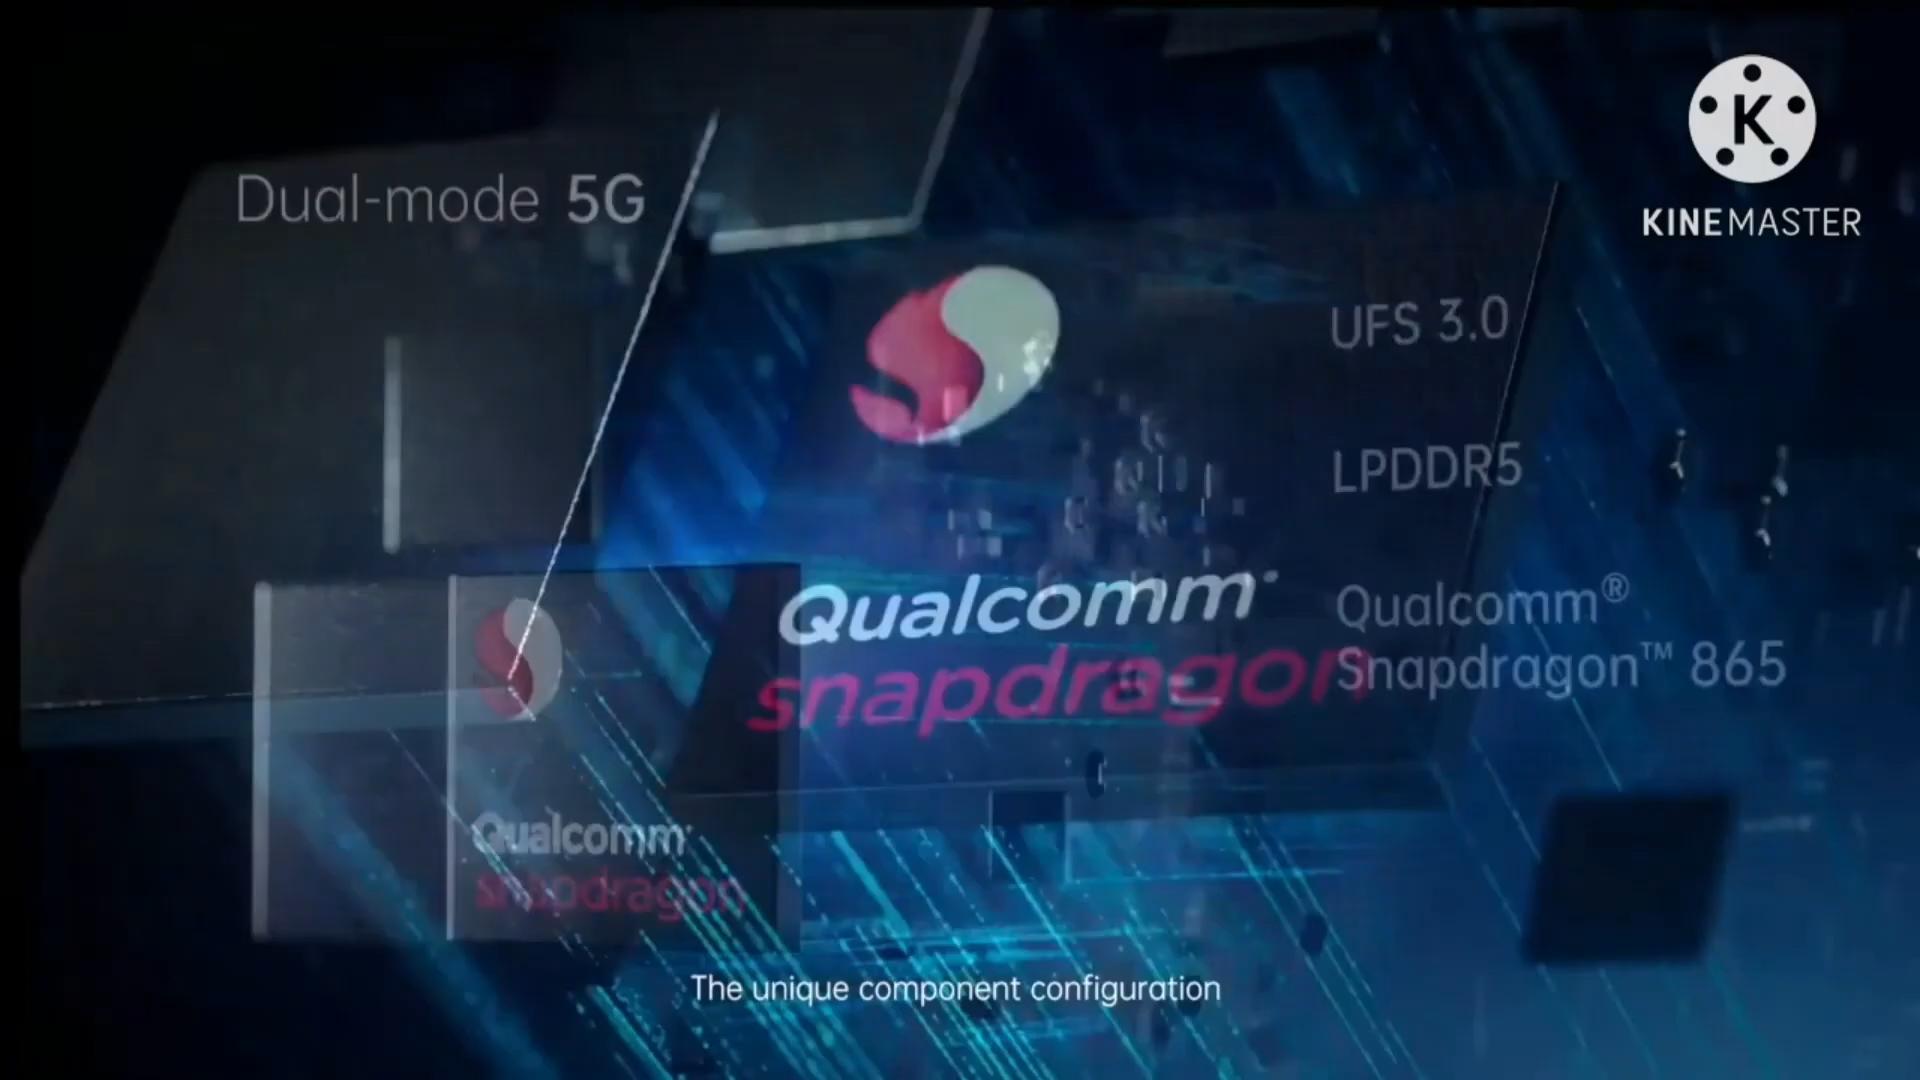 Dual-mode 5G
K
KINEMASTER
UFS 3.0
LPDDR5
Qualcomm®
Snapdragon™ 865
Qualcomm
snapdragon
Qualcomm
snapdragon
The unique component configuration